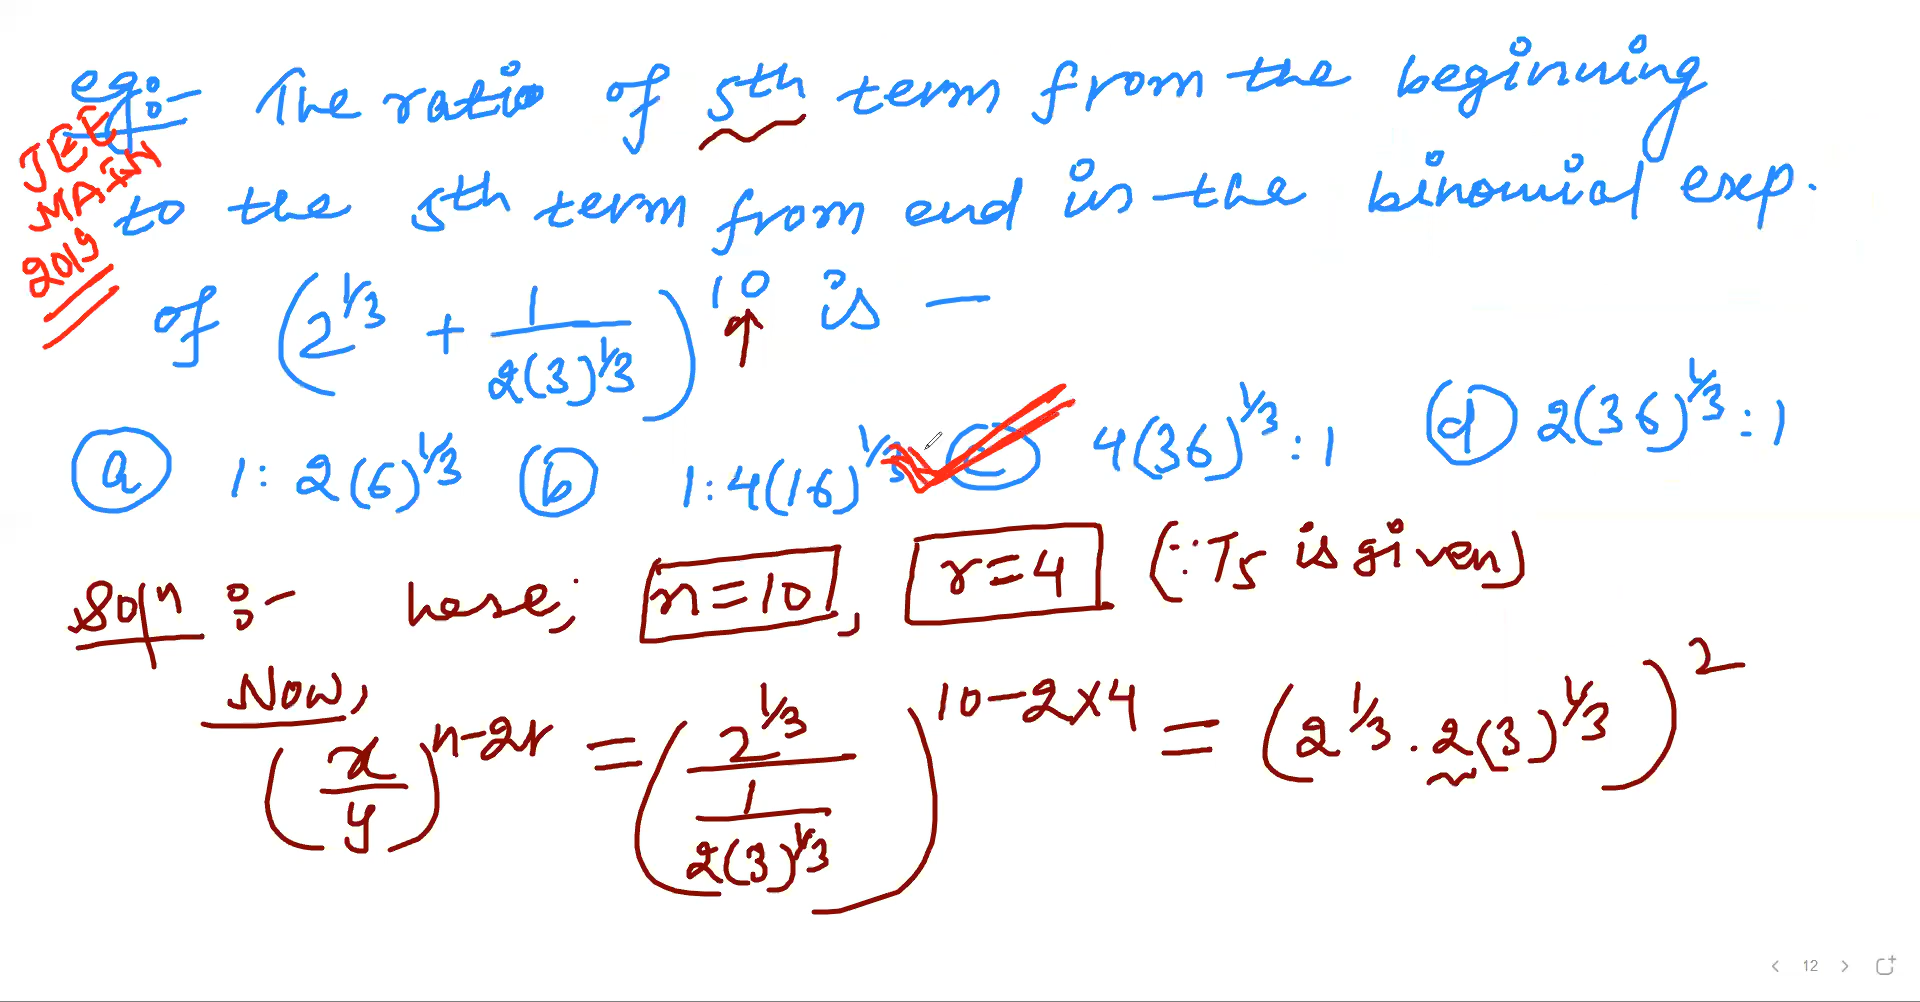 eg:- The ratio of 5th term from the beginning
JEE MAIN 2019
to the 5th term from end in the binomial exp.
of (2^1/3 + 1/(2(3)^1/3))^10 is —
(a) 1 : 2(6)^1/3 (b) 1 : 4(16)^1/3 (c) 4(36)^1/3 : 1 (d) 2(36)^1/3 : 1
Sol^n :- here; n=10, r=4 (∵ T5 is given)
Now,
(x/y)^n-2r = (2^1/3 / (1/(2(3)^1/3)))^10-2×4 = (2^1/3 . 2(3)^1/3)^2
12